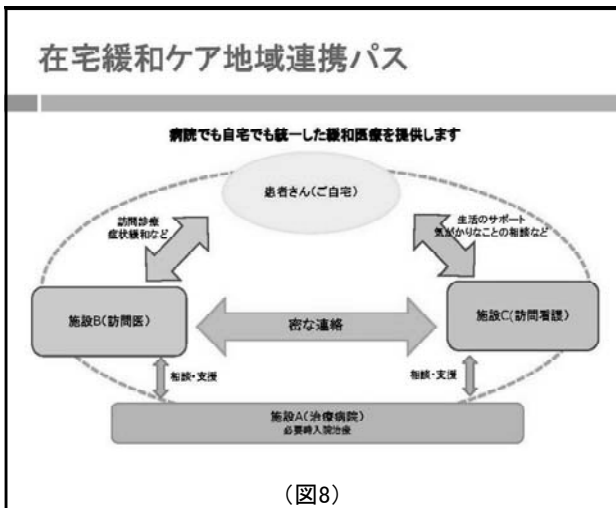 在宅緩和ケア地域連携パス
病院でも自宅でも統一した緩和医療を提供します
患者さん(ご自宅)
訪問診療
症状緩和など
生活のサポート
気がかりなことの相談など
施設B(訪問医)
密な連絡
施設C(訪問看護)
相談・支援
相談・支援
施設A(治療病院)
必要時入院治療
(図8)